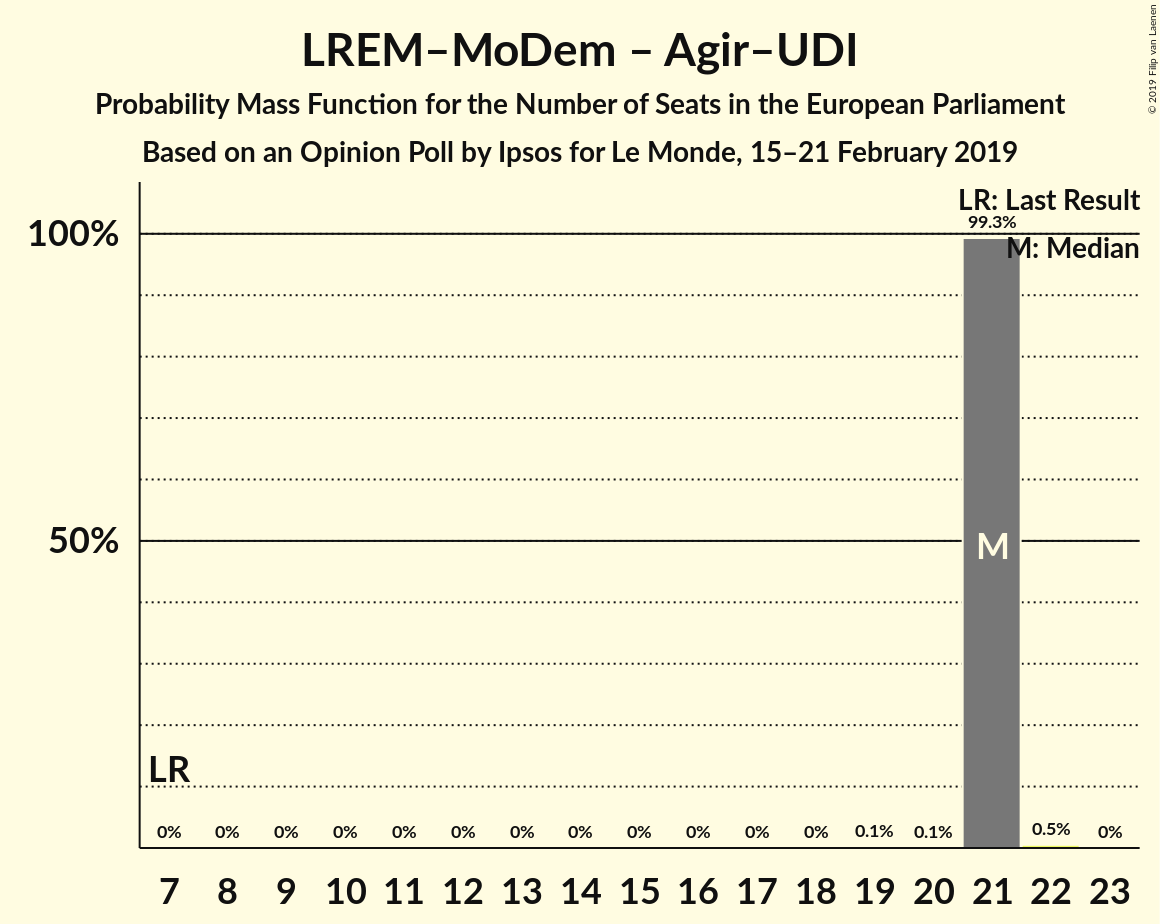 LREM–MoDem – Agir–UDI
Probability Mass Function for the Number of Seats in the European Parliament
Based on an Opinion Poll by Ipsos for Le Monde, 15–21 February 2019
© 2019 Filip van Laenen
LR: Last Result
M: Median
100%
50%
99.3%
M
LR
0% 0% 0% 0% 0% 0% 0% 0% 0% 0% 0% 0% 0.1% 0.1% 0.5% 0%
7 8 9 10 11 12 13 14 15 16 17 18 19 20 21 22 23